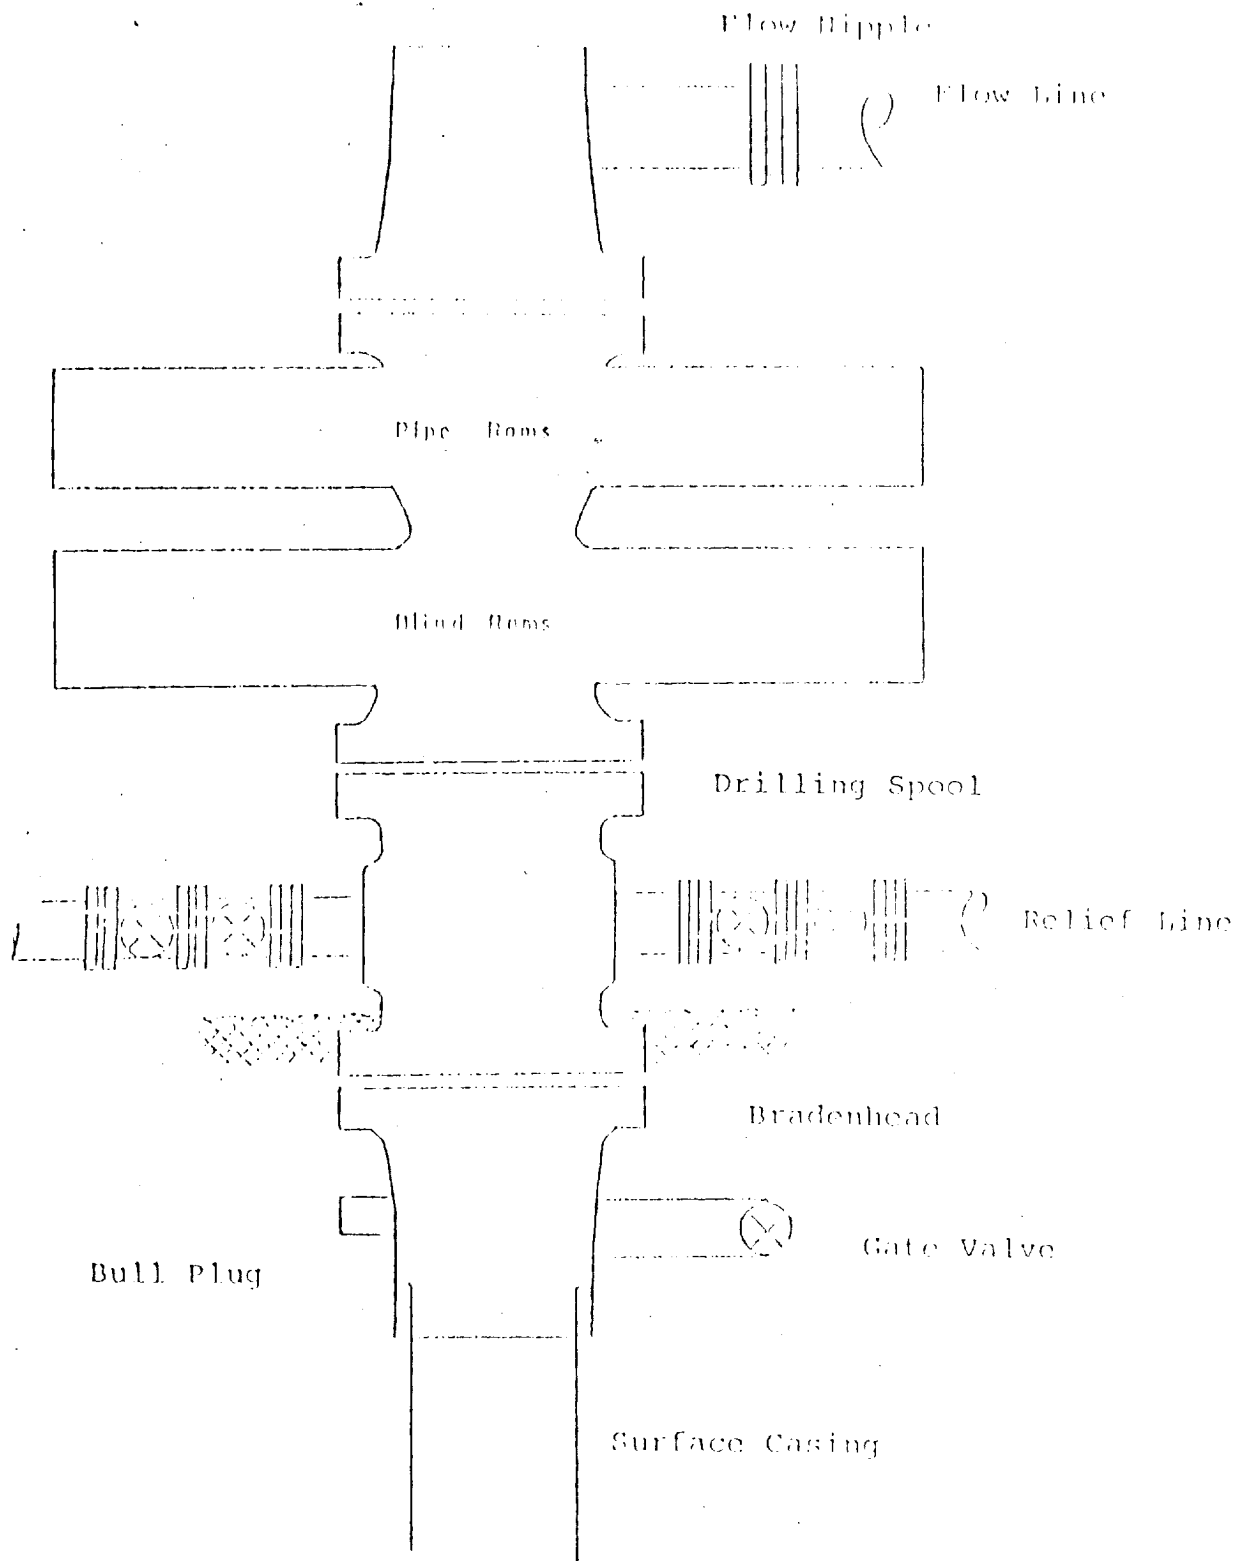 Flow Nipple
Flow Line
Pipe Rams
Blind Rams
Drilling Spool
Relief Line
Bradenhead
Gate Valve
Bull Plug
Surface Casing